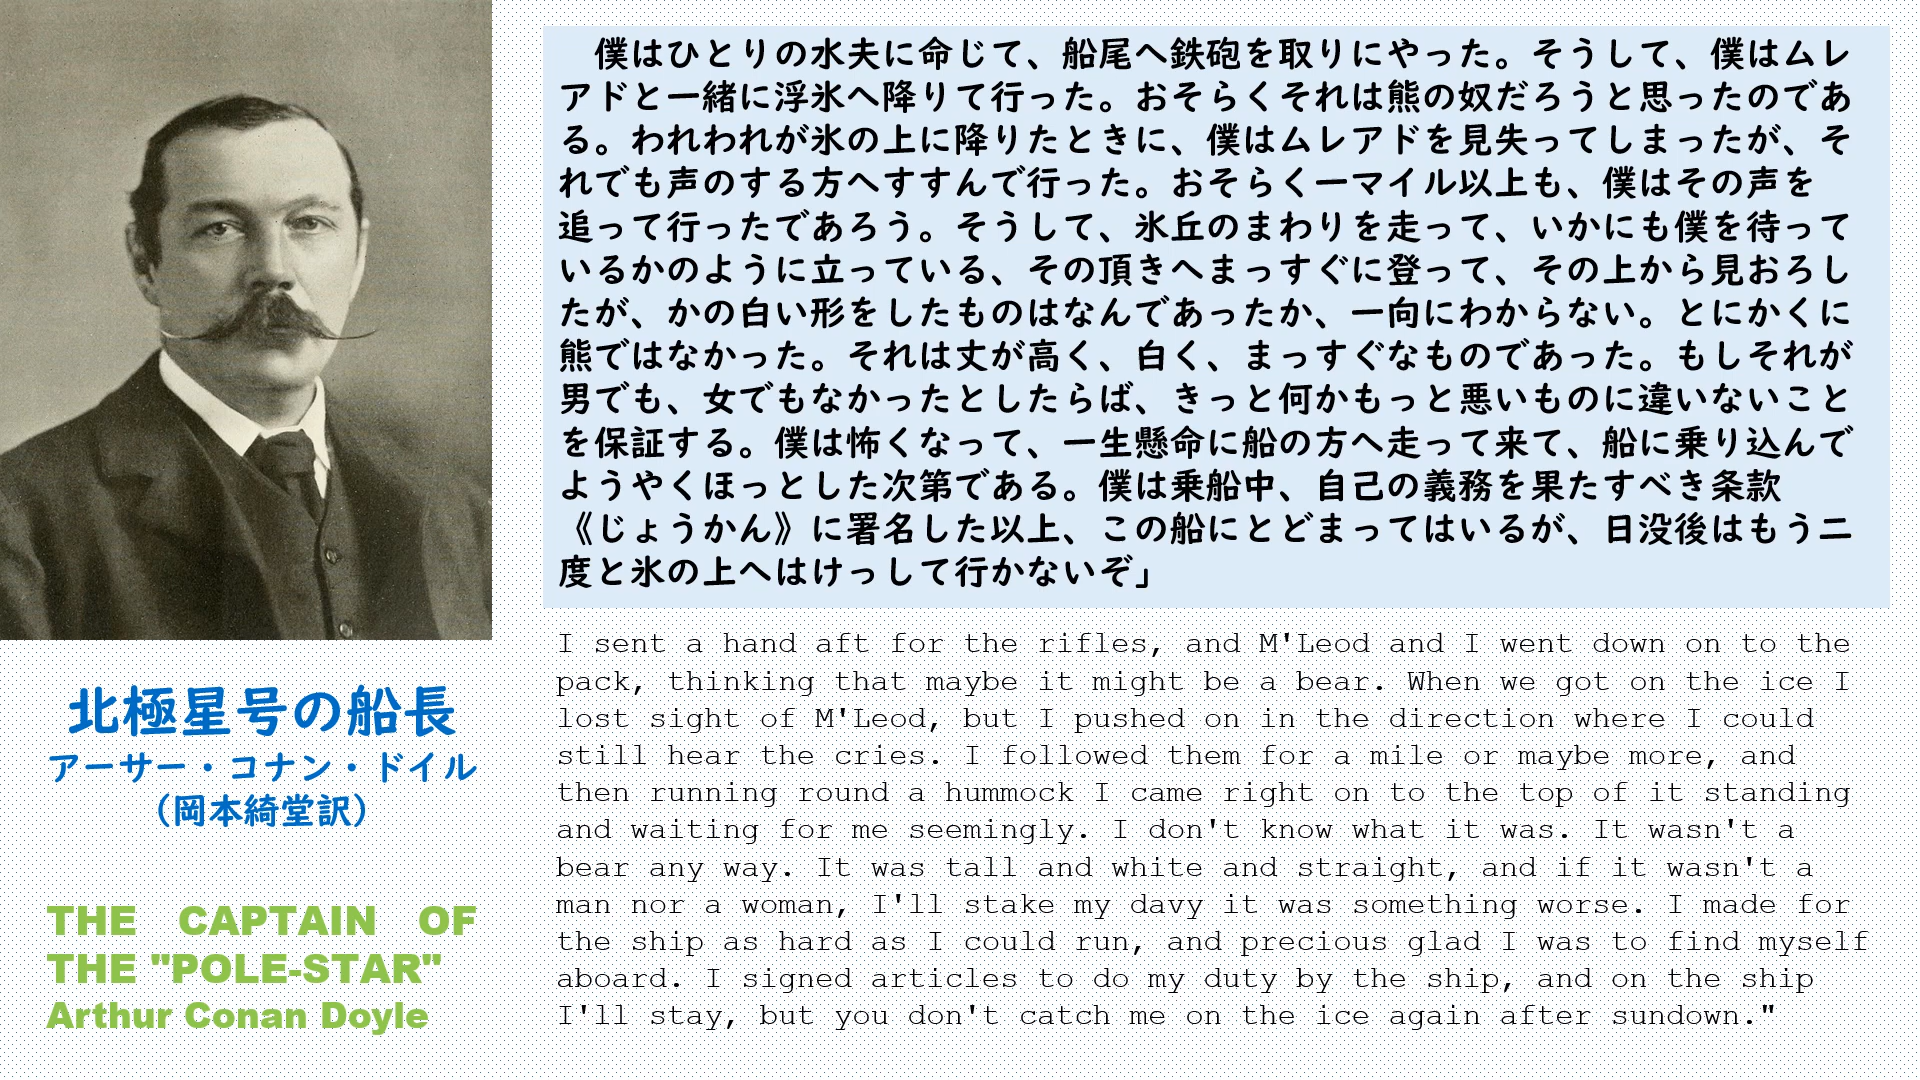 僕はひとりの水夫に命じて、船尾へ鉄砲を取りにやった。そうして、僕はムレ
アドと一緒に浮氷へ降りて行った。おそらくそれは熊の奴だろうと思ったのであ
る。われわれが氷の上に降りたときに、僕はムレアドを見失ってしまったが、そ
れでも声のする方へすすんで行った。おそらく一マイル以上も、僕はその声を
追って行ったであろう。そうして、氷丘のまわりを走って、いかにも僕を待って
いるかのように立っている、その頂きへまっすぐに登って、その上から見おろし
たが、かの白い形をしたものはなんであったか、一向にわからない。とにかくに
熊ではなかった。それは丈が高く、白く、まっすぐなものであった。もしそれが
男でも、女でもなかったとしたらば、きっと何かもっと悪いものに違いないこと
を保証する。僕は怖くなって、一生懸命に船の方へ走って来て、船に乗り込んで
ようやくほっとした次第である。僕は乗船中、自己の義務を果たすべき条款
《じょうかん》に署名した以上、この船にとどまってはいるが、日没後はもう二
度と氷の上へはけっして行かないぞ」
I sent a hand aft for the rifles, and M'Leod and I went down on to the
pack, thinking that maybe it might be a bear. When we got on the ice I
lost sight of M'Leod, but I pushed on in the direction where I could
still hear the cries. I followed them for a mile or maybe more, and
then running round a hummock I came right on to the top of it standing
and waiting for me seemingly. I don't know what it was. It wasn't a
bear any way. It was tall and white and straight, and if it wasn't a
man nor a woman, I'll stake my davy it was something worse. I made for
the ship as hard as I could run, and precious glad I was to find myself
aboard. I signed articles to do my duty by the ship, and on the ship
I'll stay, but you don't catch me on the ice again after sundown."
北極星号の船長
アーサー・コナン・ドイル
（岡本綺堂訳）
THE CAPTAIN OF
THE "POLE-STAR"
Arthur Conan Doyle